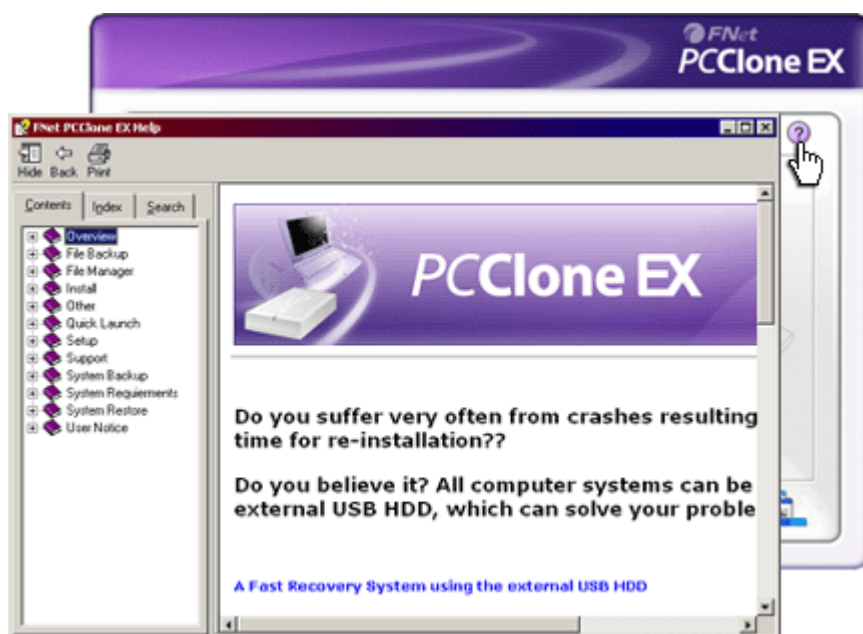 FNet
PCClone EX
FNet PCClone EX Help
Hide Back Print
Contents Index Search
Overview
File Backup
File Manager
Install
Other
Quick Launch
Setup
Support
System Backup
System Requierments
System Restore
User Notice
PCClone EX
Do you suffer very often from crashes resulting
time for re-installation??
Do you believe it? All computer systems can be
external USB HDD, which can solve your proble
A Fast Recovery System using the external USB HDD